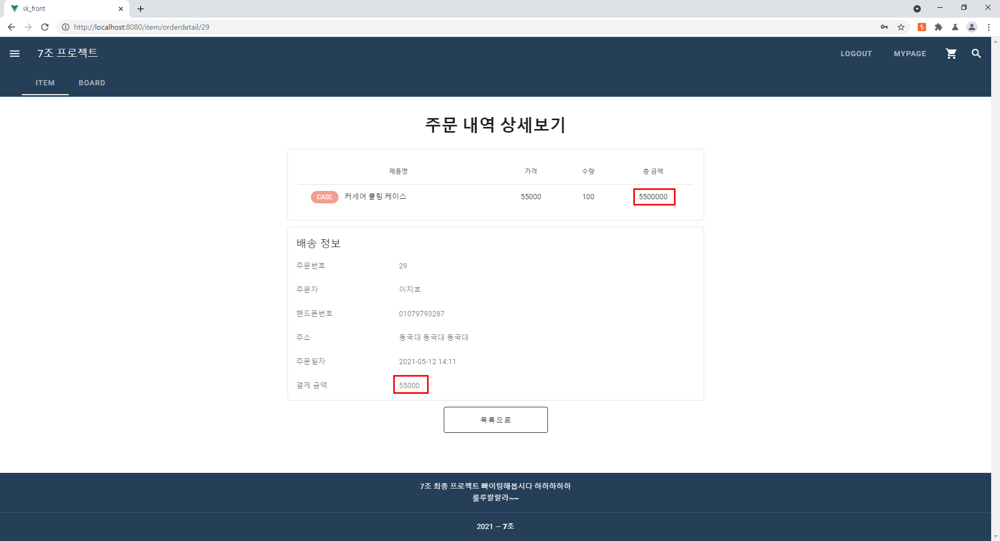 sk_front
http://localhost:8080/item/orderdetail/29
7조 프로젝트
LOGOUT
MYPAGE
ITEM
BOARD
주문 내역 상세보기
제품명 가격 수량 총 금액
CASE 커세어 쿨링 케이스 55000 100 5500000
배송 정보
주문번호 29
주문자 이지호
핸드폰번호 01079793287
주소 동국대 동국대 동국대
주문일자 2021-05-12 14:11
결제 금액 55000
목록으로
7조 최종 프로젝트 빠이팅해봅시다 하하하하하
룰루랄랄라~~
2021 — 7조